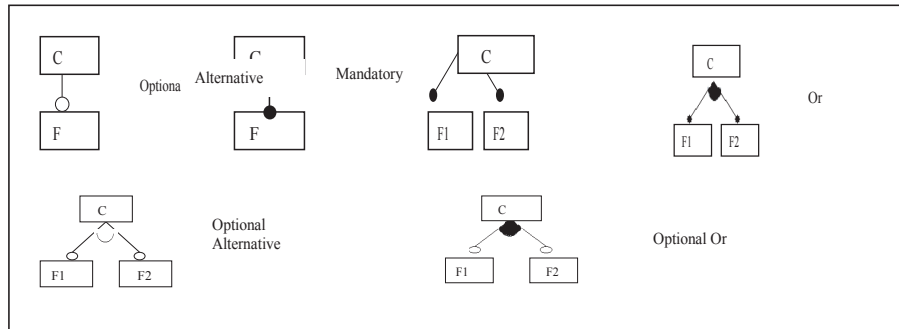 C
F
Optiona
Alternative
F
Mandatory
C
F1 F2
C
F1 F2
Or
C
F1 F2
Optional
Alternative
C
F1 F2
Optional Or